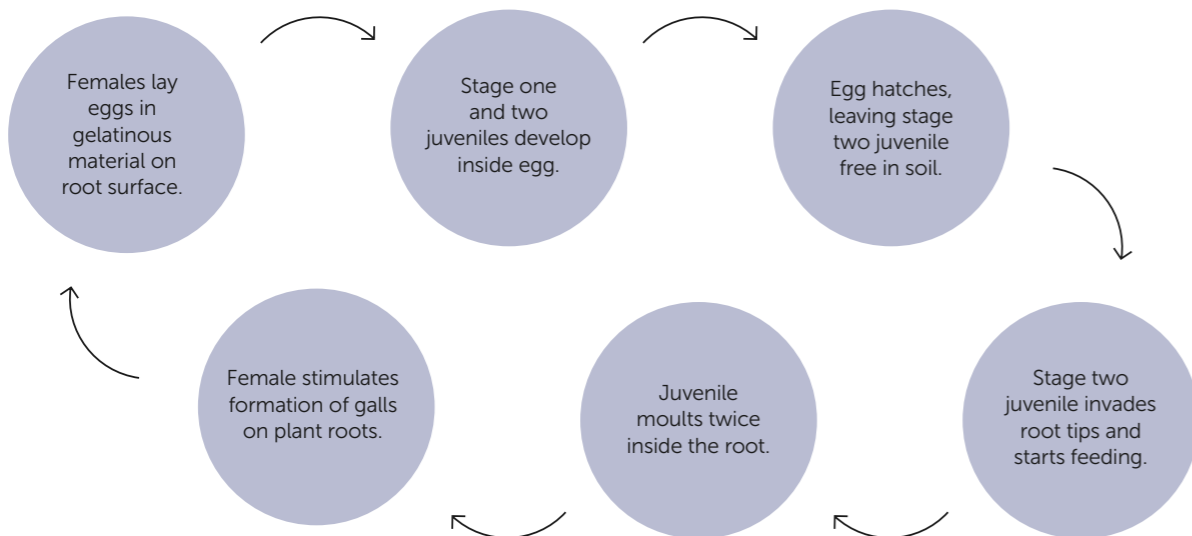 Females lay
eggs in
gelatinous
material on
root surface.
Stage one
and two
juveniles develop
inside egg.
Egg hatches,
leaving stage
two juvenile
free in soil.
Stage two
juvenile invades
root tips and
starts feeding.
Juvenile
moults twice
inside the root.
Female stimulates
formation of galls
on plant roots.